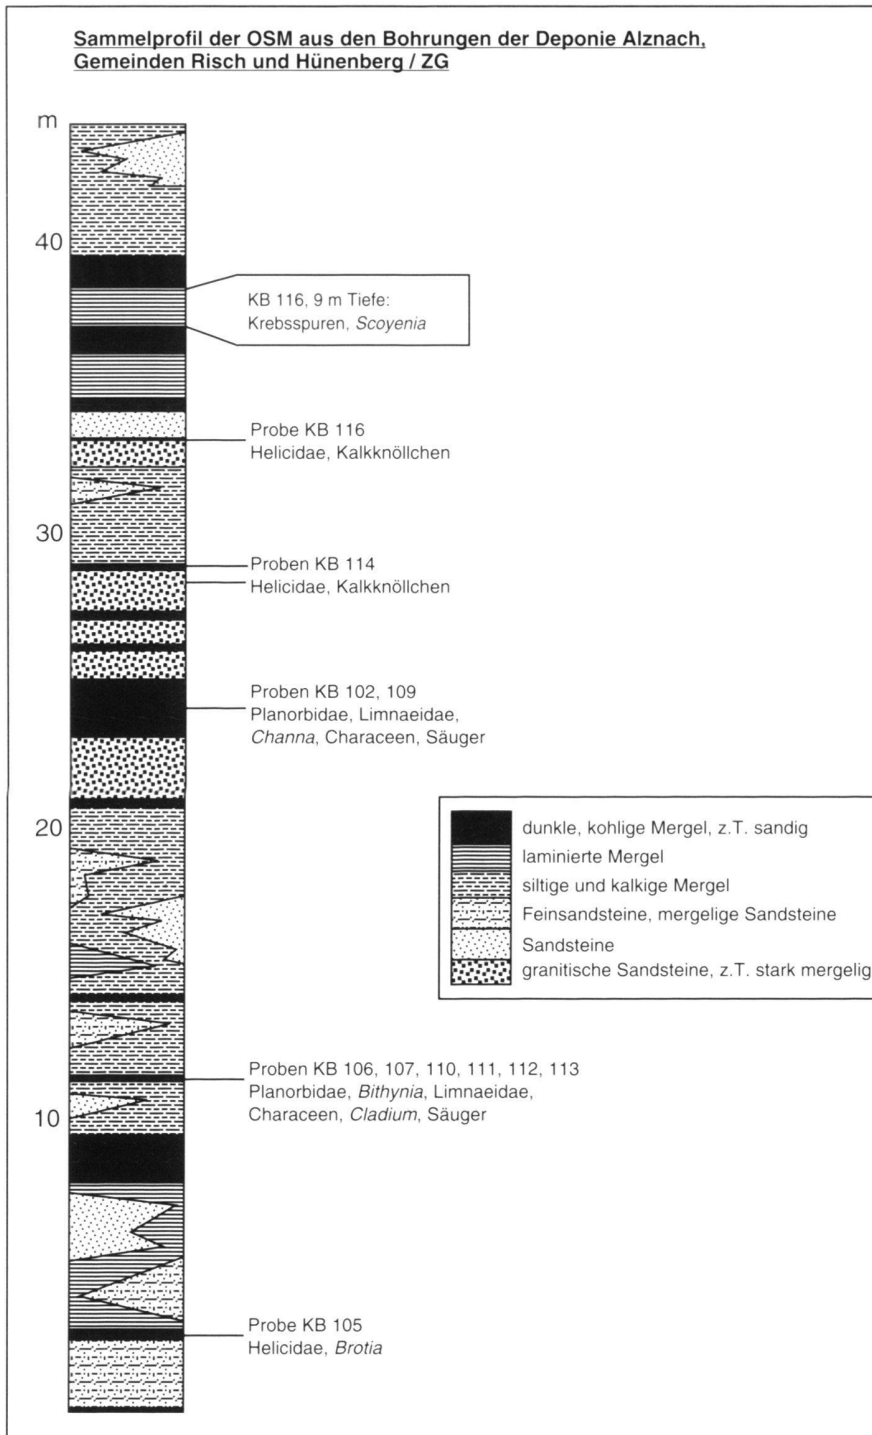 Sammelprofil der OSM aus den Bohrungen der Deponie Alznach,
Gemeinden Risch und Hünenberg / ZG
m
40
KB 116, 9 m Tiefe:
Krebsspuren, Scoyenia
Probe KB 116
Helicidae, Kalkknöllchen
30
Proben KB 114
Helicidae, Kalkknöllchen
Proben KB 102, 109
Planorbidae, Limnaeidae,
Channa, Characeen, Säuger
20
dunkle, kohlige Mergel, z.T. sandig
laminierte Mergel
siltige und kalkige Mergel
Feinsandsteine, mergelige Sandsteine
Sandsteine
granitische Sandsteine, z.T. stark mergelig
Proben KB 106, 107, 110, 111, 112, 113
Planorbidae, Bithynia, Limnaeidae,
Characeen, Cladium, Säuger
10
Probe KB 105
Helicidae, Brotia